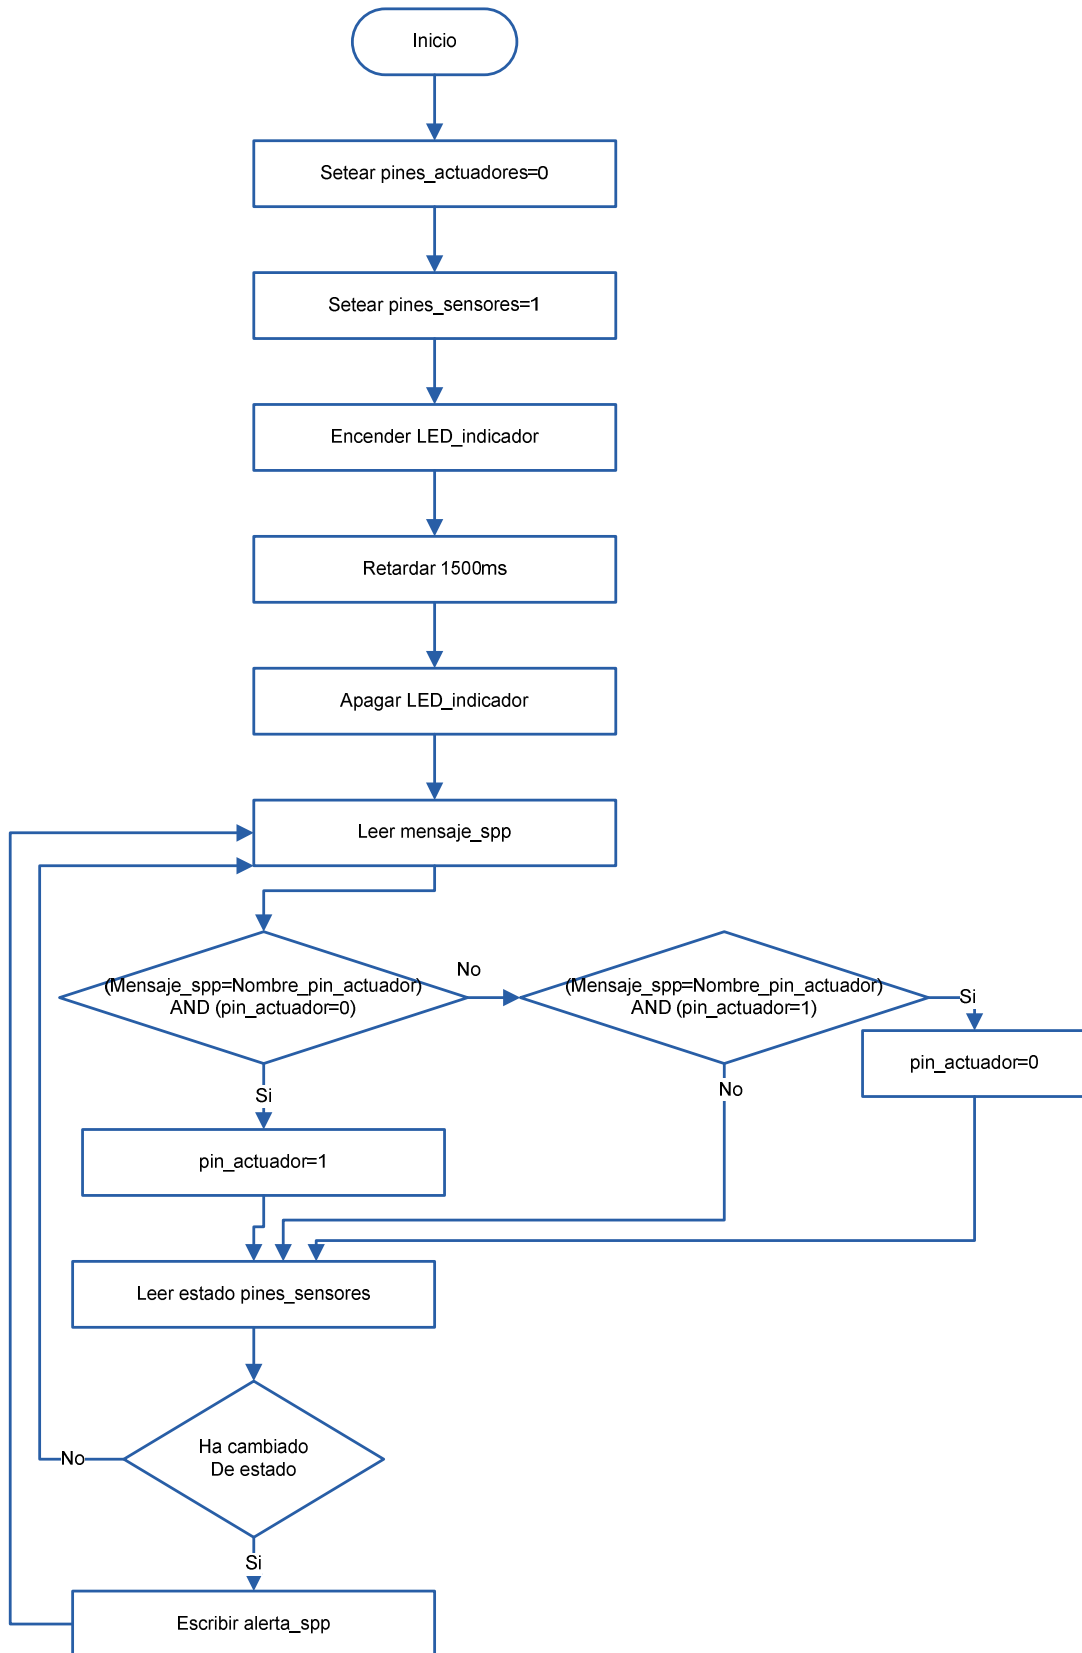 Inicio
Setear pines_actuadores=0
Setear pines_sensores=1
Encender LED_indicador
Retardar 1500ms
Apagar LED_indicador
Leer mensaje_spp
(Mensaje_spp=Nombre_pin_actuador)
AND (pin_actuador=0)
No
(Mensaje_spp=Nombre_pin_actuador)
AND (pin_actuador=1)
Si
pin_actuador=0
No
Si
pin_actuador=1
Leer estado pines_sensores
Ha cambiado
De estado
No
Si
Escribir alerta_spp